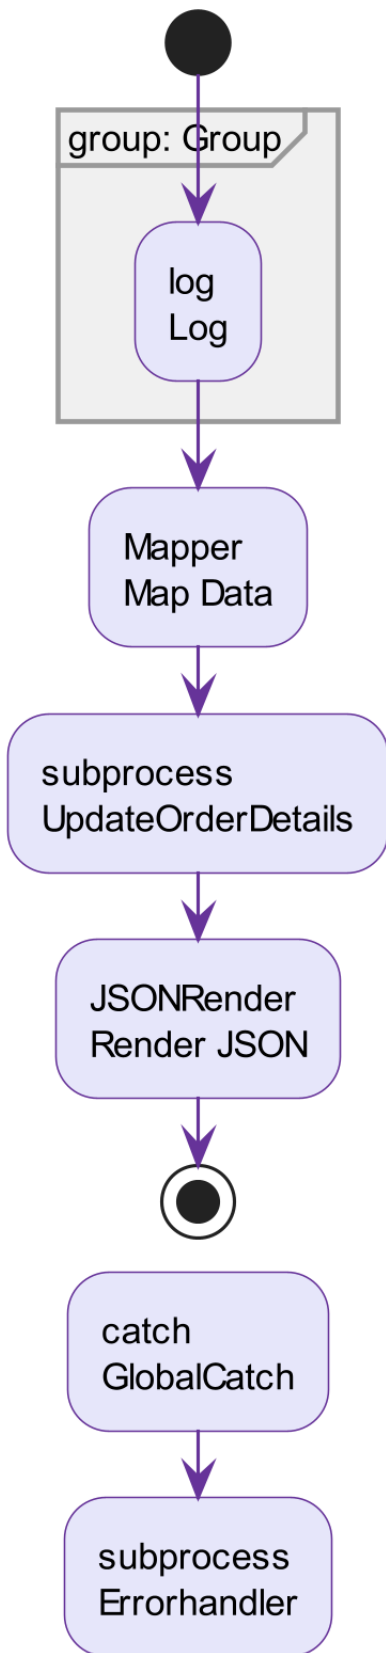 group: Group
log
Log
Mapper
Map Data
subprocess
UpdateOrderDetails
JSONRender
Render JSON
catch
GlobalCatch
subprocess
Errorhandler